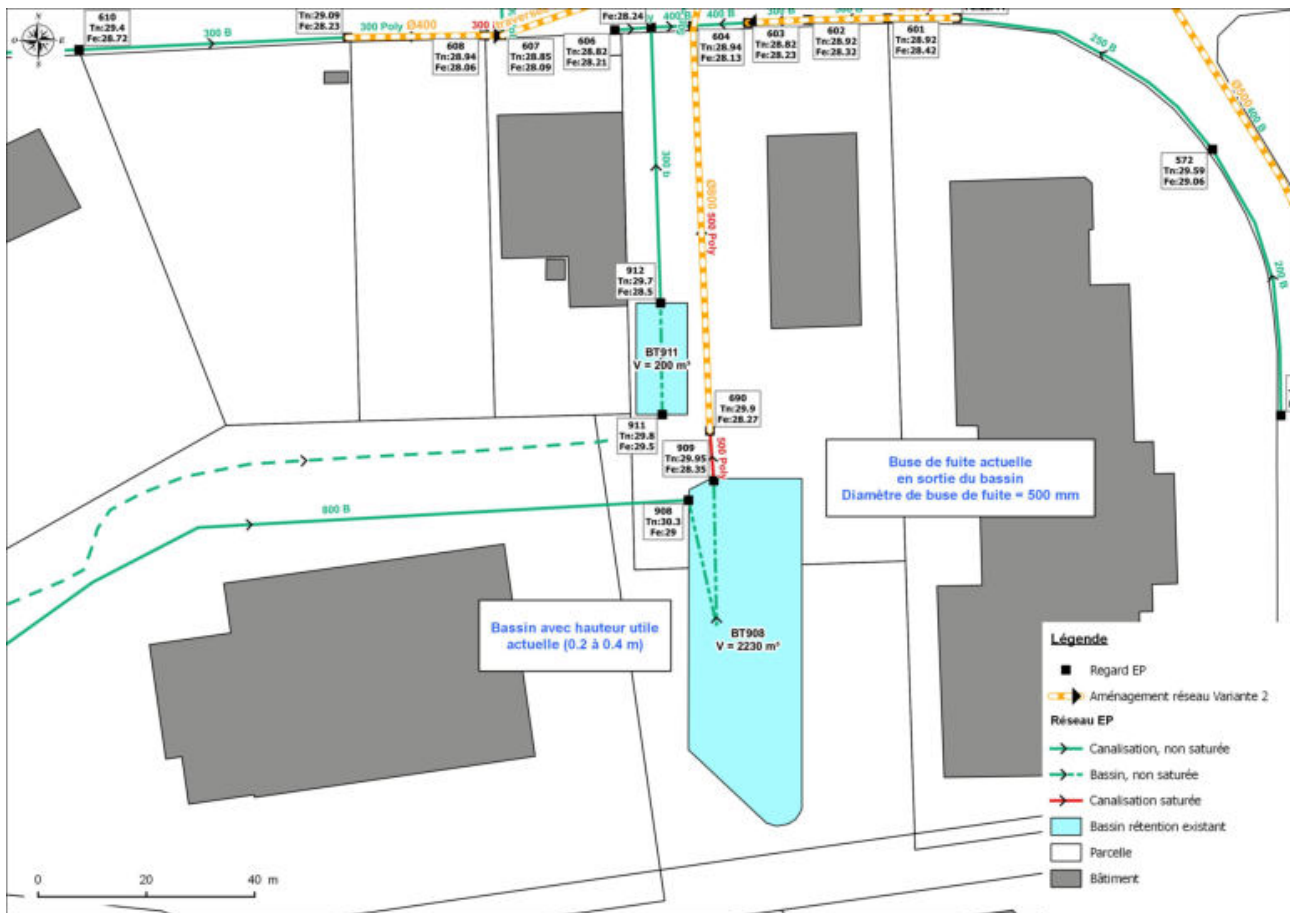 610
Tn:29.4
Fe:28.72
N
O
E
S
300 B
Tn:29.09
Fe:28.23
300 Poly
Ø400
300
traversée
608
Tn:28.94
Fe:28.06
607
Tn:28.85
Fe:28.09
606
Tn:28.82
Fe:28.21
Fe:28.24
400 B
400 B
604
Tn:28.94
Fe:28.13
300 B
603
Tn:28.82
Fe:28.23
B
602
Tn:28.92
Fe:28.32
601
Tn:28.92
Fe:28.42
250 B
Ø500
400 B
572
Tn:29.59
Fe:29.06
200 B
300 b
Ø800
500 Poly
912
Tn:29.7
Fe:28.5
BT911
V = 200 m³
911
Tn:29.8
Fe:29.5
690
Tn:29.9
Fe:28.27
909
Tn:29.95
Fe:28.35
500 Poly
Buse de fuite actuelle
en sortie du bassin
Diamètre de buse de fuite = 500 mm
800 B
908
Tn:30.3
Fe:29
Bassin avec hauteur utile
actuelle (0.2 à 0.4 m)
BT908
V = 2230 m³
Légende
Regard EP
Aménagement réseau Variante 2
Réseau EP
Canalisation, non saturée
Bassin, non saturée
Canalisation saturée
Bassin rétention existant
Parcelle
Bâtiment
0 20 40 m